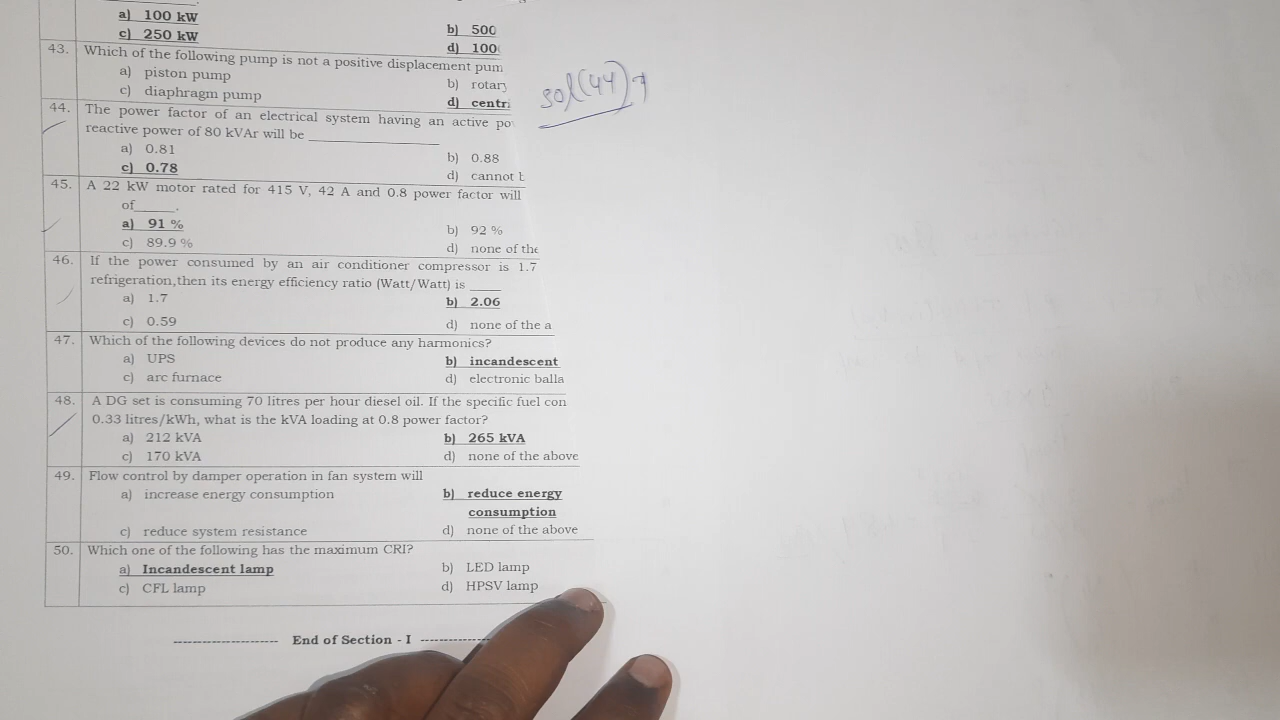 a) 100 kW
b) 500
c) 250 kW
d) 100
43. Which of the following pump is not a positive displacement pum
a) piston pump
b) rotary
c) diaphragm pump
d) centri
44. The power factor of an electrical system having an active po
reactive power of 80 kVAr will be
a) 0.81
b) 0.88
c) 0.78
d) cannot b
45. A 22 kW motor rated for 415 V, 42 A and 0.8 power factor will
of_____.
a) 91 %
b) 92 %
c) 89.9 %
d) none of the
46. If the power consumed by an air conditioner compressor is 1.7
refrigeration,then its energy efficiency ratio (Watt/Watt) is ____
a) 1.7
b) 2.06
c) 0.59
d) none of the a
47. Which of the following devices do not produce any harmonics?
a) UPS
b) incandescent
c) arc furnace
d) electronic balla
48. A DG set is consuming 70 litres per hour diesel oil. If the specific fuel con
0.33 litres/kWh, what is the kVA loading at 0.8 power factor?
a) 212 kVA
b) 265 kVA
c) 170 kVA
d) none of the above
49. Flow control by damper operation in fan system will
a) increase energy consumption
b) reduce energy
consumption
c) reduce system resistance
d) none of the above
50. Which one of the following has the maximum CRI?
a) Incandescent lamp
b) LED lamp
c) CFL lamp
d) HPSV lamp
-------------------- End of Section - I -------------
sol(44)